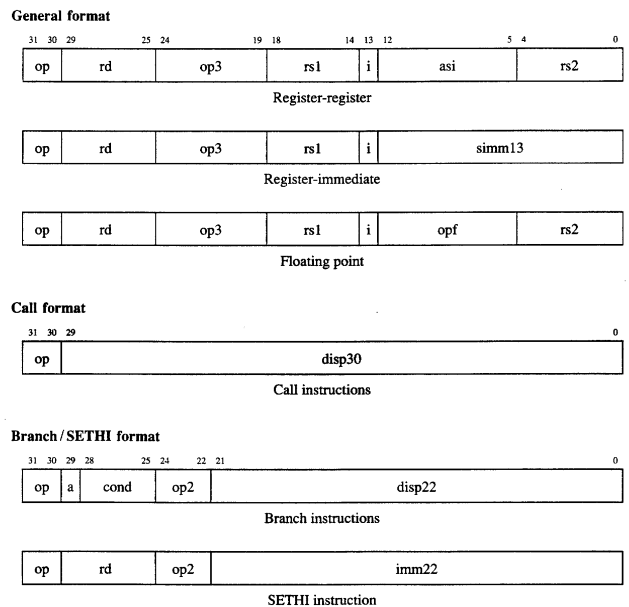 General format
31 30 29 25 24 19 18 14 13 12 5 4 0
op rd op3 rs1 i asi rs2
Register-register
op rd op3 rs1 i simm13
Register-immediate
op rd op3 rs1 i opf rs2
Floating point
Call format
31 30 29 0
op disp30
Call instructions
Branch / SETHI format
31 30 29 28 25 24 22 21 0
op a cond op2 disp22
Branch instructions
op rd op2 imm22
SETHI instruction